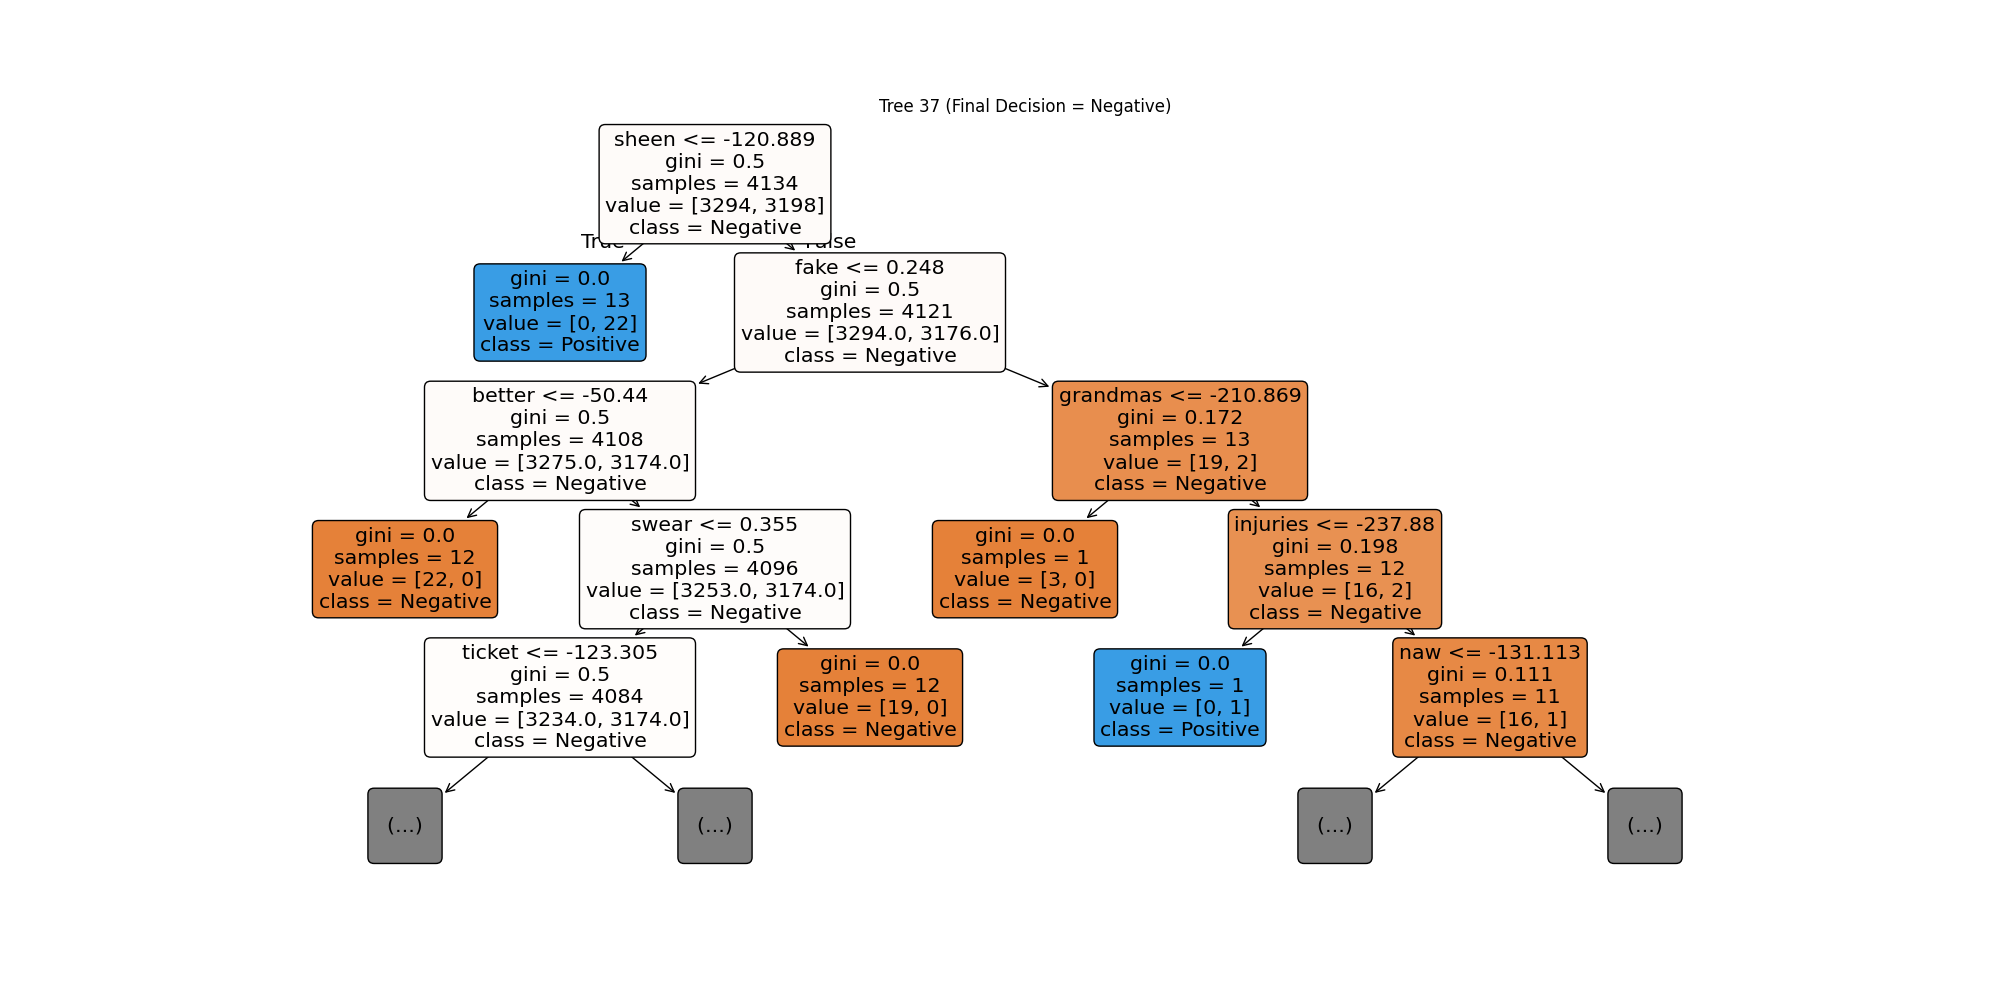 Tree 37 (Final Decision = Negative)
sheen <= -120.889
gini = 0.5
samples = 4134
value = [3294, 3198]
class = Negative
True
False
gini = 0.0
samples = 13
value = [0, 22]
class = Positive
fake <= 0.248
gini = 0.5
samples = 4121
value = [3294.0, 3176.0]
class = Negative
better <= -50.44
gini = 0.5
samples = 4108
value = [3275.0, 3174.0]
class = Negative
grandmas <= -210.869
gini = 0.172
samples = 13
value = [19, 2]
class = Negative
gini = 0.0
samples = 12
value = [22, 0]
class = Negative
swear <= 0.355
gini = 0.5
samples = 4096
value = [3253.0, 3174.0]
class = Negative
gini = 0.0
samples = 1
value = [3, 0]
class = Negative
injuries <= -237.88
gini = 0.198
samples = 12
value = [16, 2]
class = Negative
ticket <= -123.305
gini = 0.5
samples = 4084
value = [3234.0, 3174.0]
class = Negative
gini = 0.0
samples = 12
value = [19, 0]
class = Negative
gini = 0.0
samples = 1
value = [0, 1]
class = Positive
naw <= -131.113
gini = 0.111
samples = 11
value = [16, 1]
class = Negative
(...)
(...)
(...)
(...)